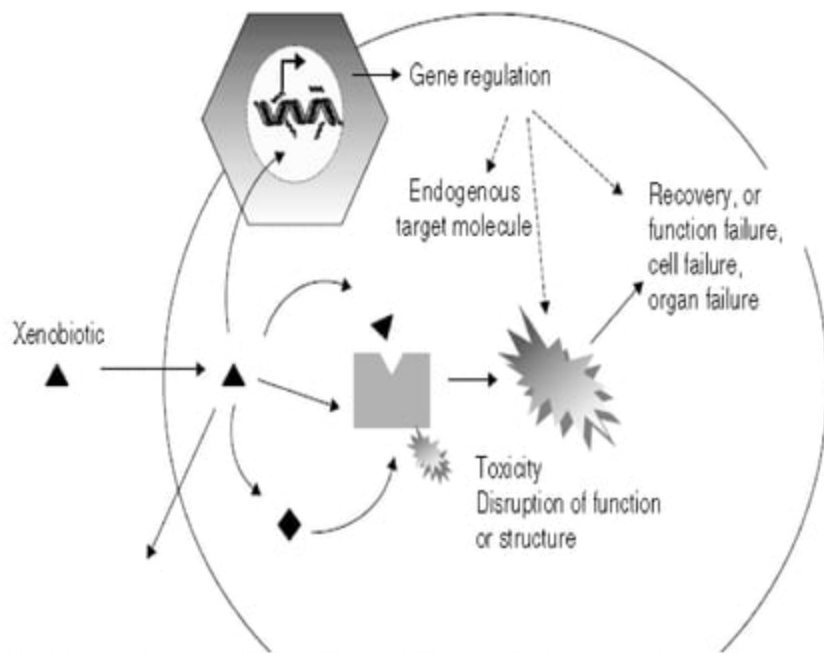 Gene regulation
Endogenous
target molecule
Recovery, or
function failure,
cell failure,
organ failure
Xenobiotic
Toxicity
Disruption of function
or structure